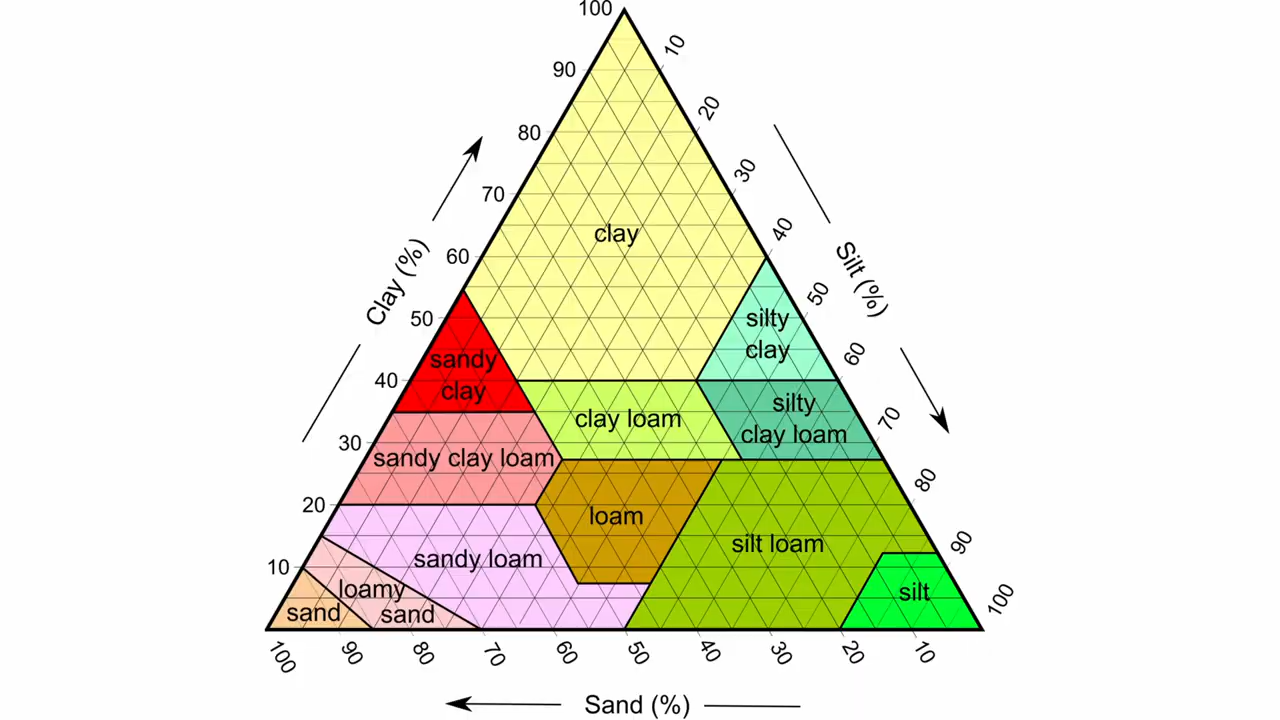 100
10
90
20
80
30
70
clay
40
60
Clay (%)
Silt (%)
50
50
silty
clay
60
sandy
clay
40
silty
clay loam
70
clay loam
30
sandy clay loam
80
20
loam
90
silt loam
sandy loam
10
silt
100
loamy
sand
sand
100
90
80
70
60
50
40
30
20
10
Sand (%)